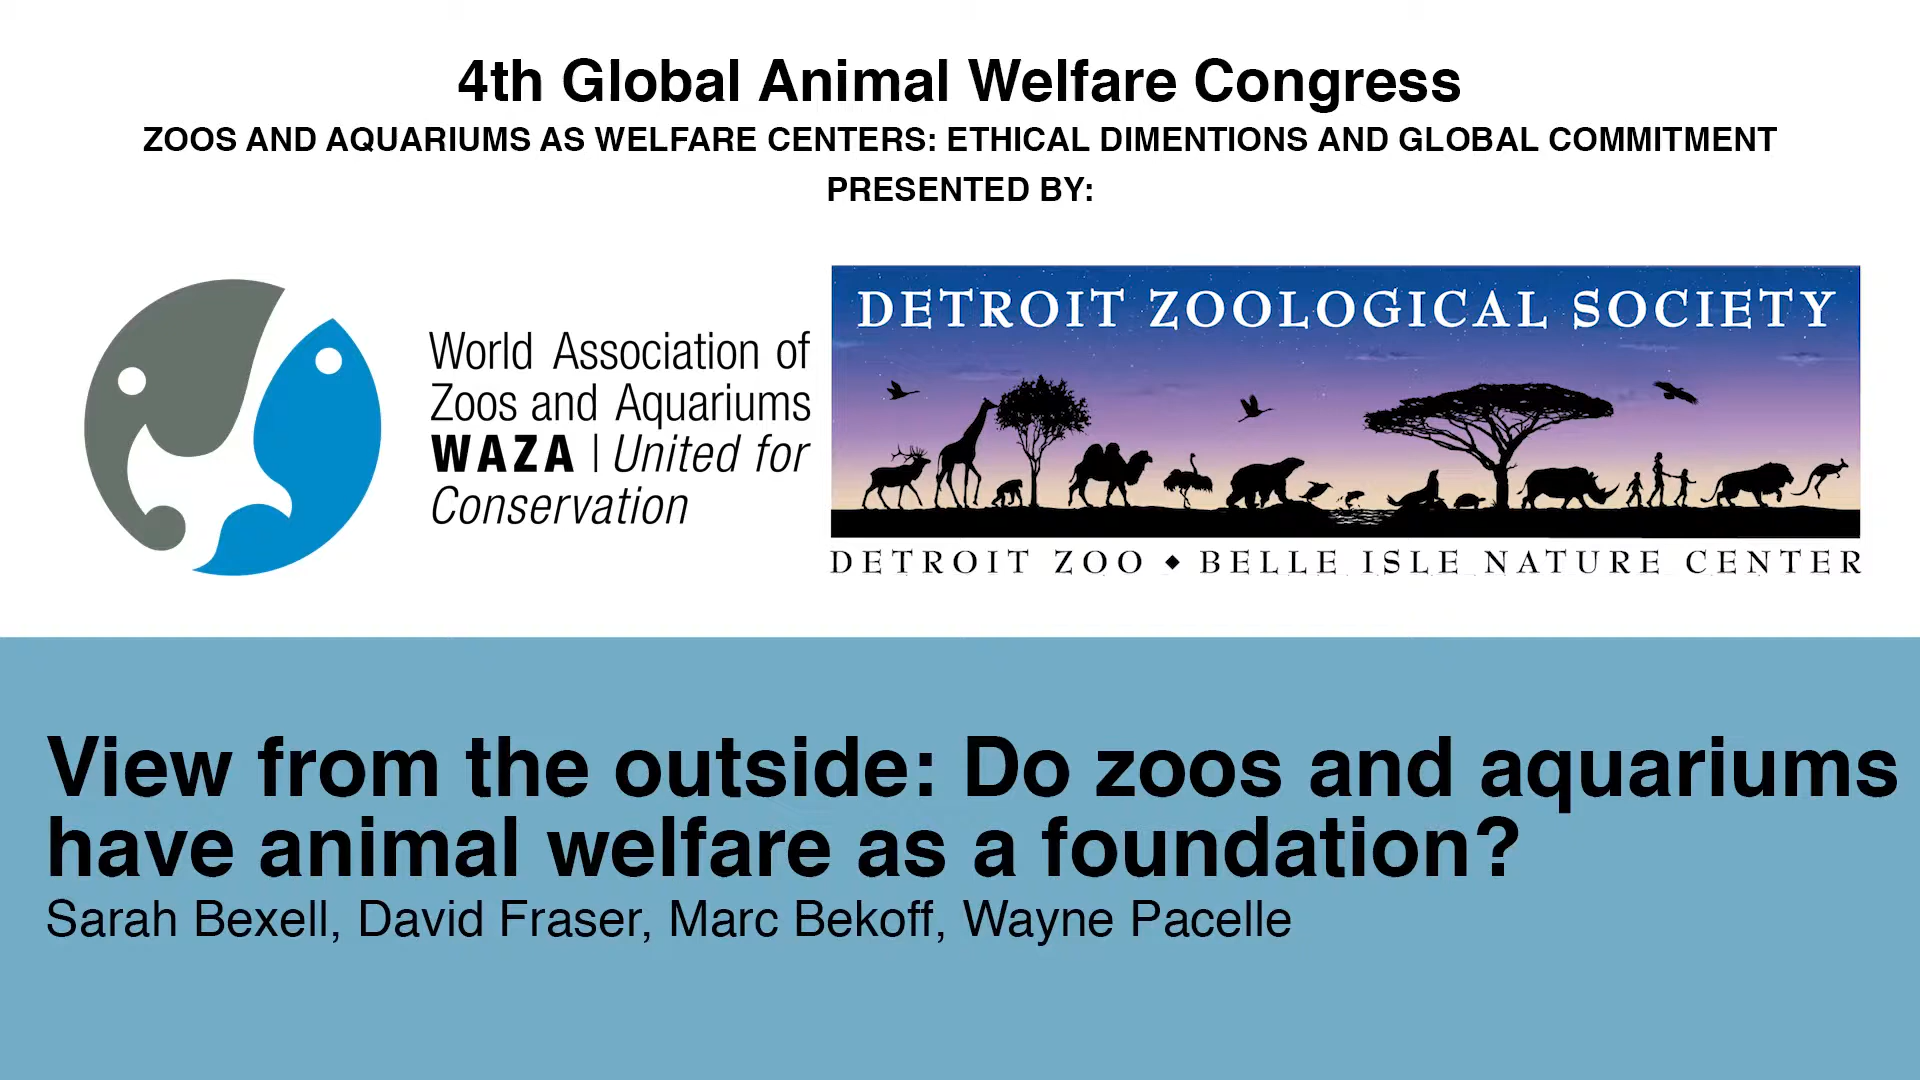 4th Global Animal Welfare Congress
ZOOS AND AQUARIUMS AS WELFARE CENTERS: ETHICAL DIMENTIONS AND GLOBAL COMMITMENT
PRESENTED BY:
World Association of
Zoos and Aquariums
WAZA | United for
Conservation
DETROIT ZOOLOGICAL SOCIETY
DETROIT ZOO ◆ BELLE ISLE NATURE CENTER
View from the outside: Do zoos and aquariums
have animal welfare as a foundation?
Sarah Bexell, David Fraser, Marc Bekoff, Wayne Pacelle